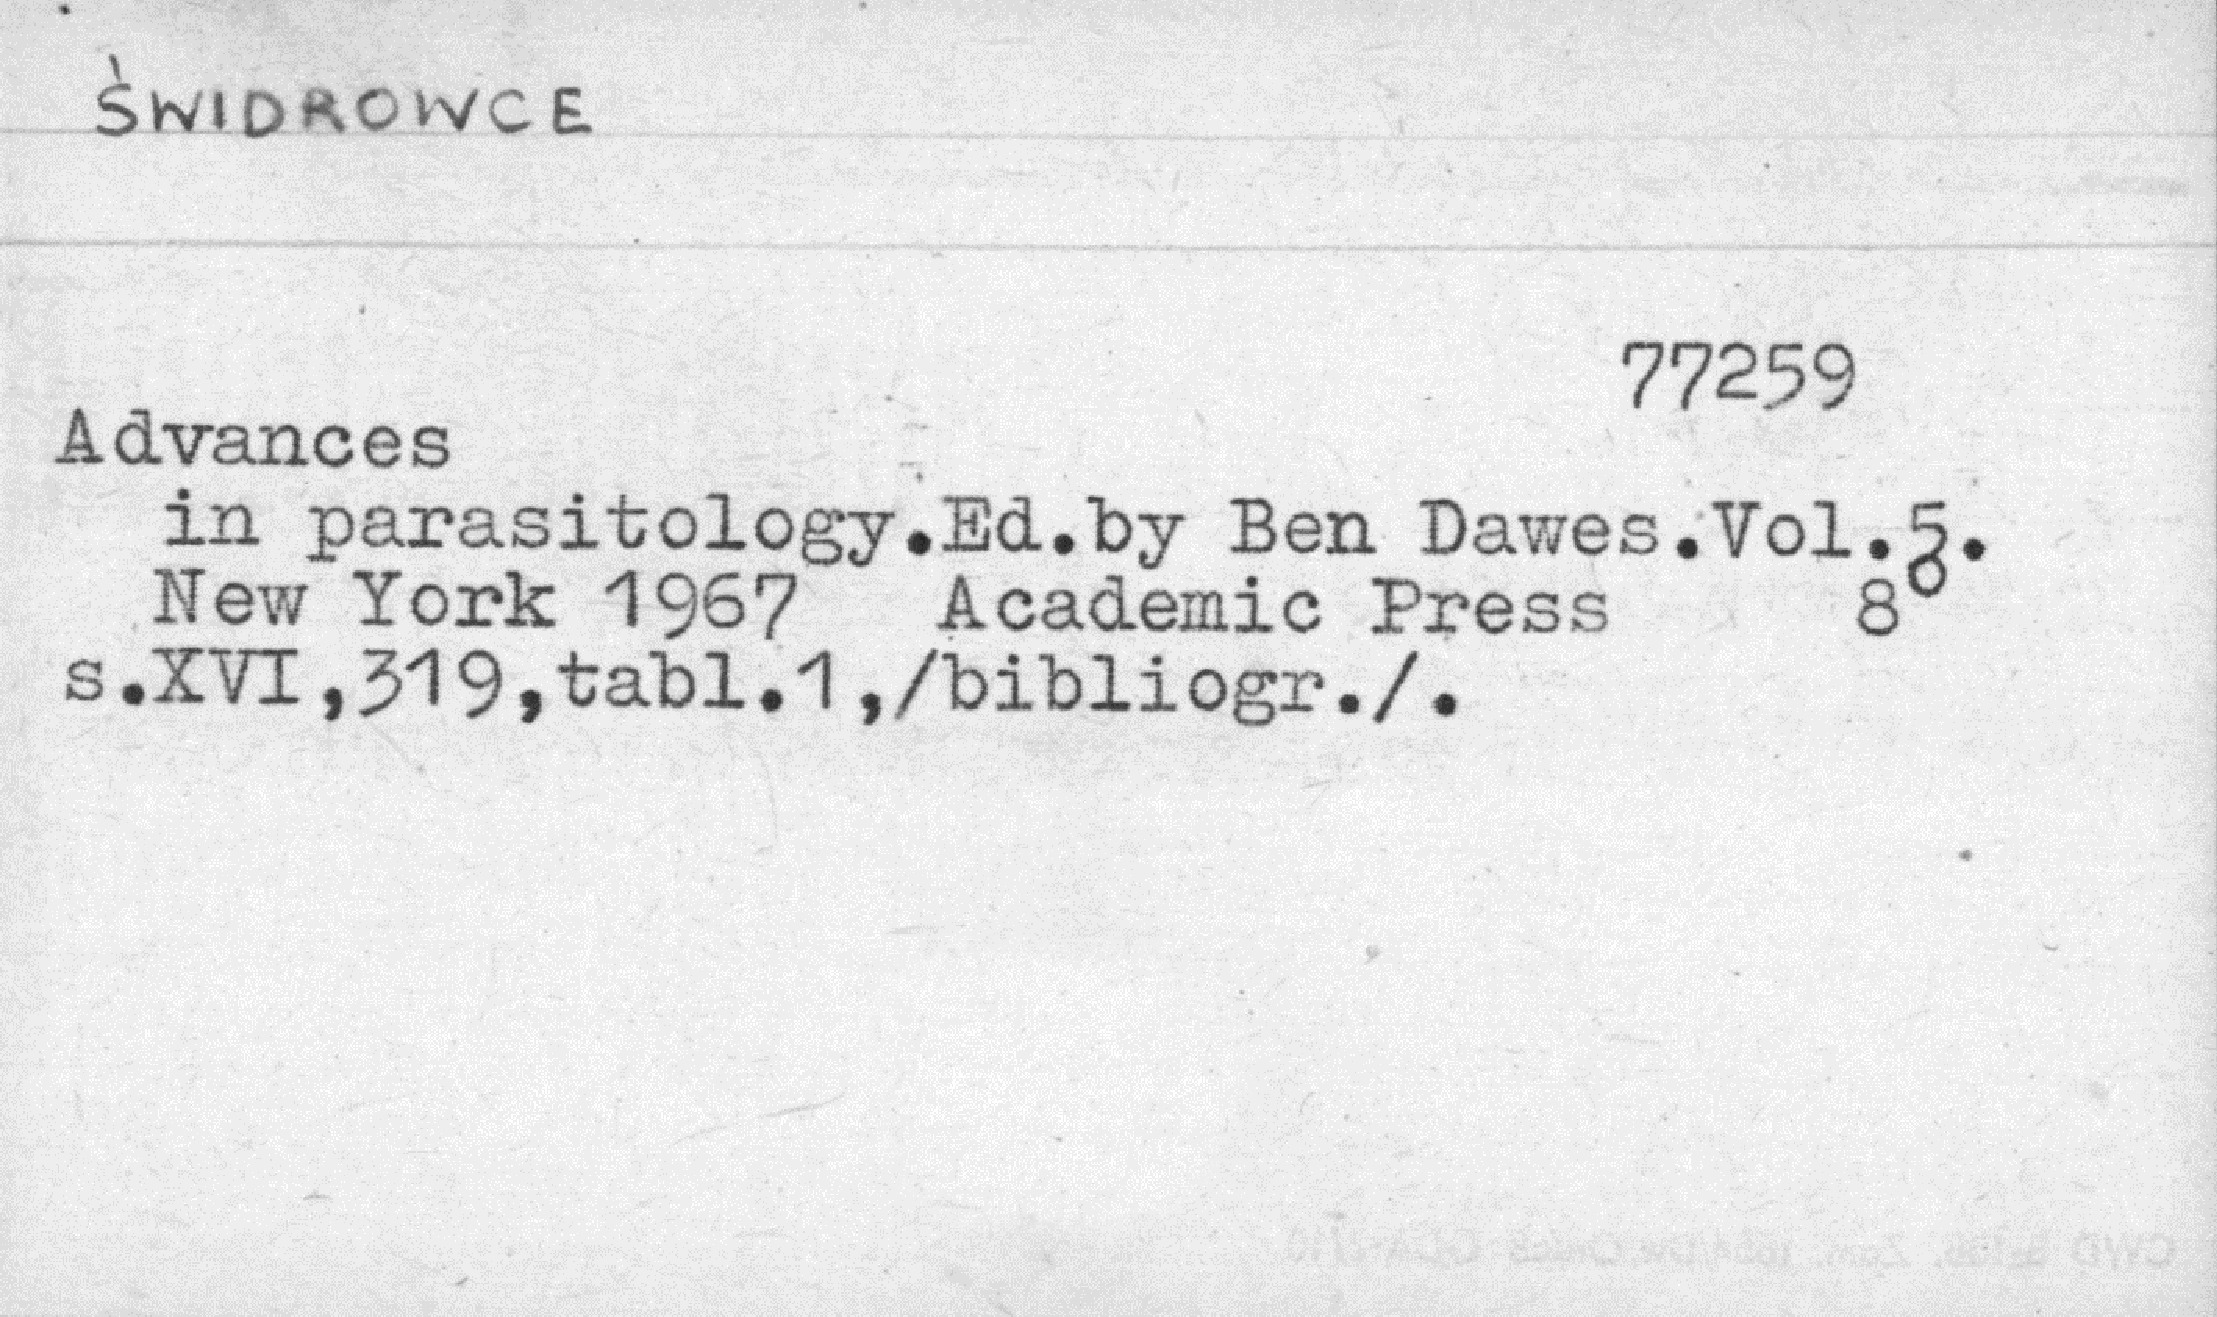 ŚWIDROWCE
77259
Advances
in parasitology.Ed.by Ben Dawes.Vol.5.
New York 1967 Academic Press 8°
s.XVI,319,tabl.1,/bibliogr./.